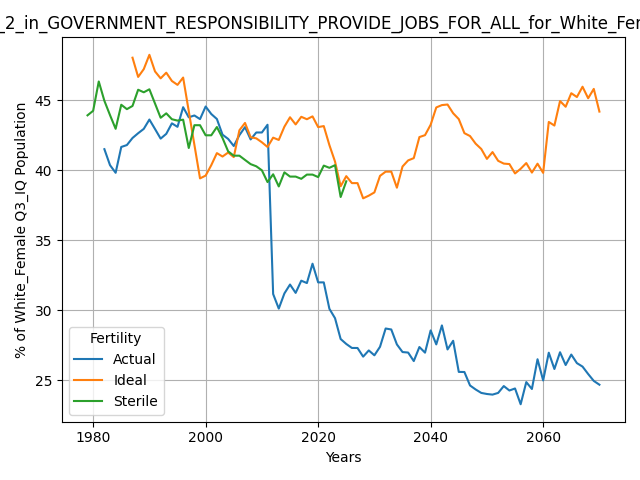 _2_in_GOVERNMENT_RESPONSIBILITY_PROVIDE_JOBS_FOR_ALL_for_White_Fem
% of White_Female Q3_IQ Population
45
40
35
30
25
Fertility
Actual
Ideal
Sterile
1980
2000
2020
2040
2060
Years